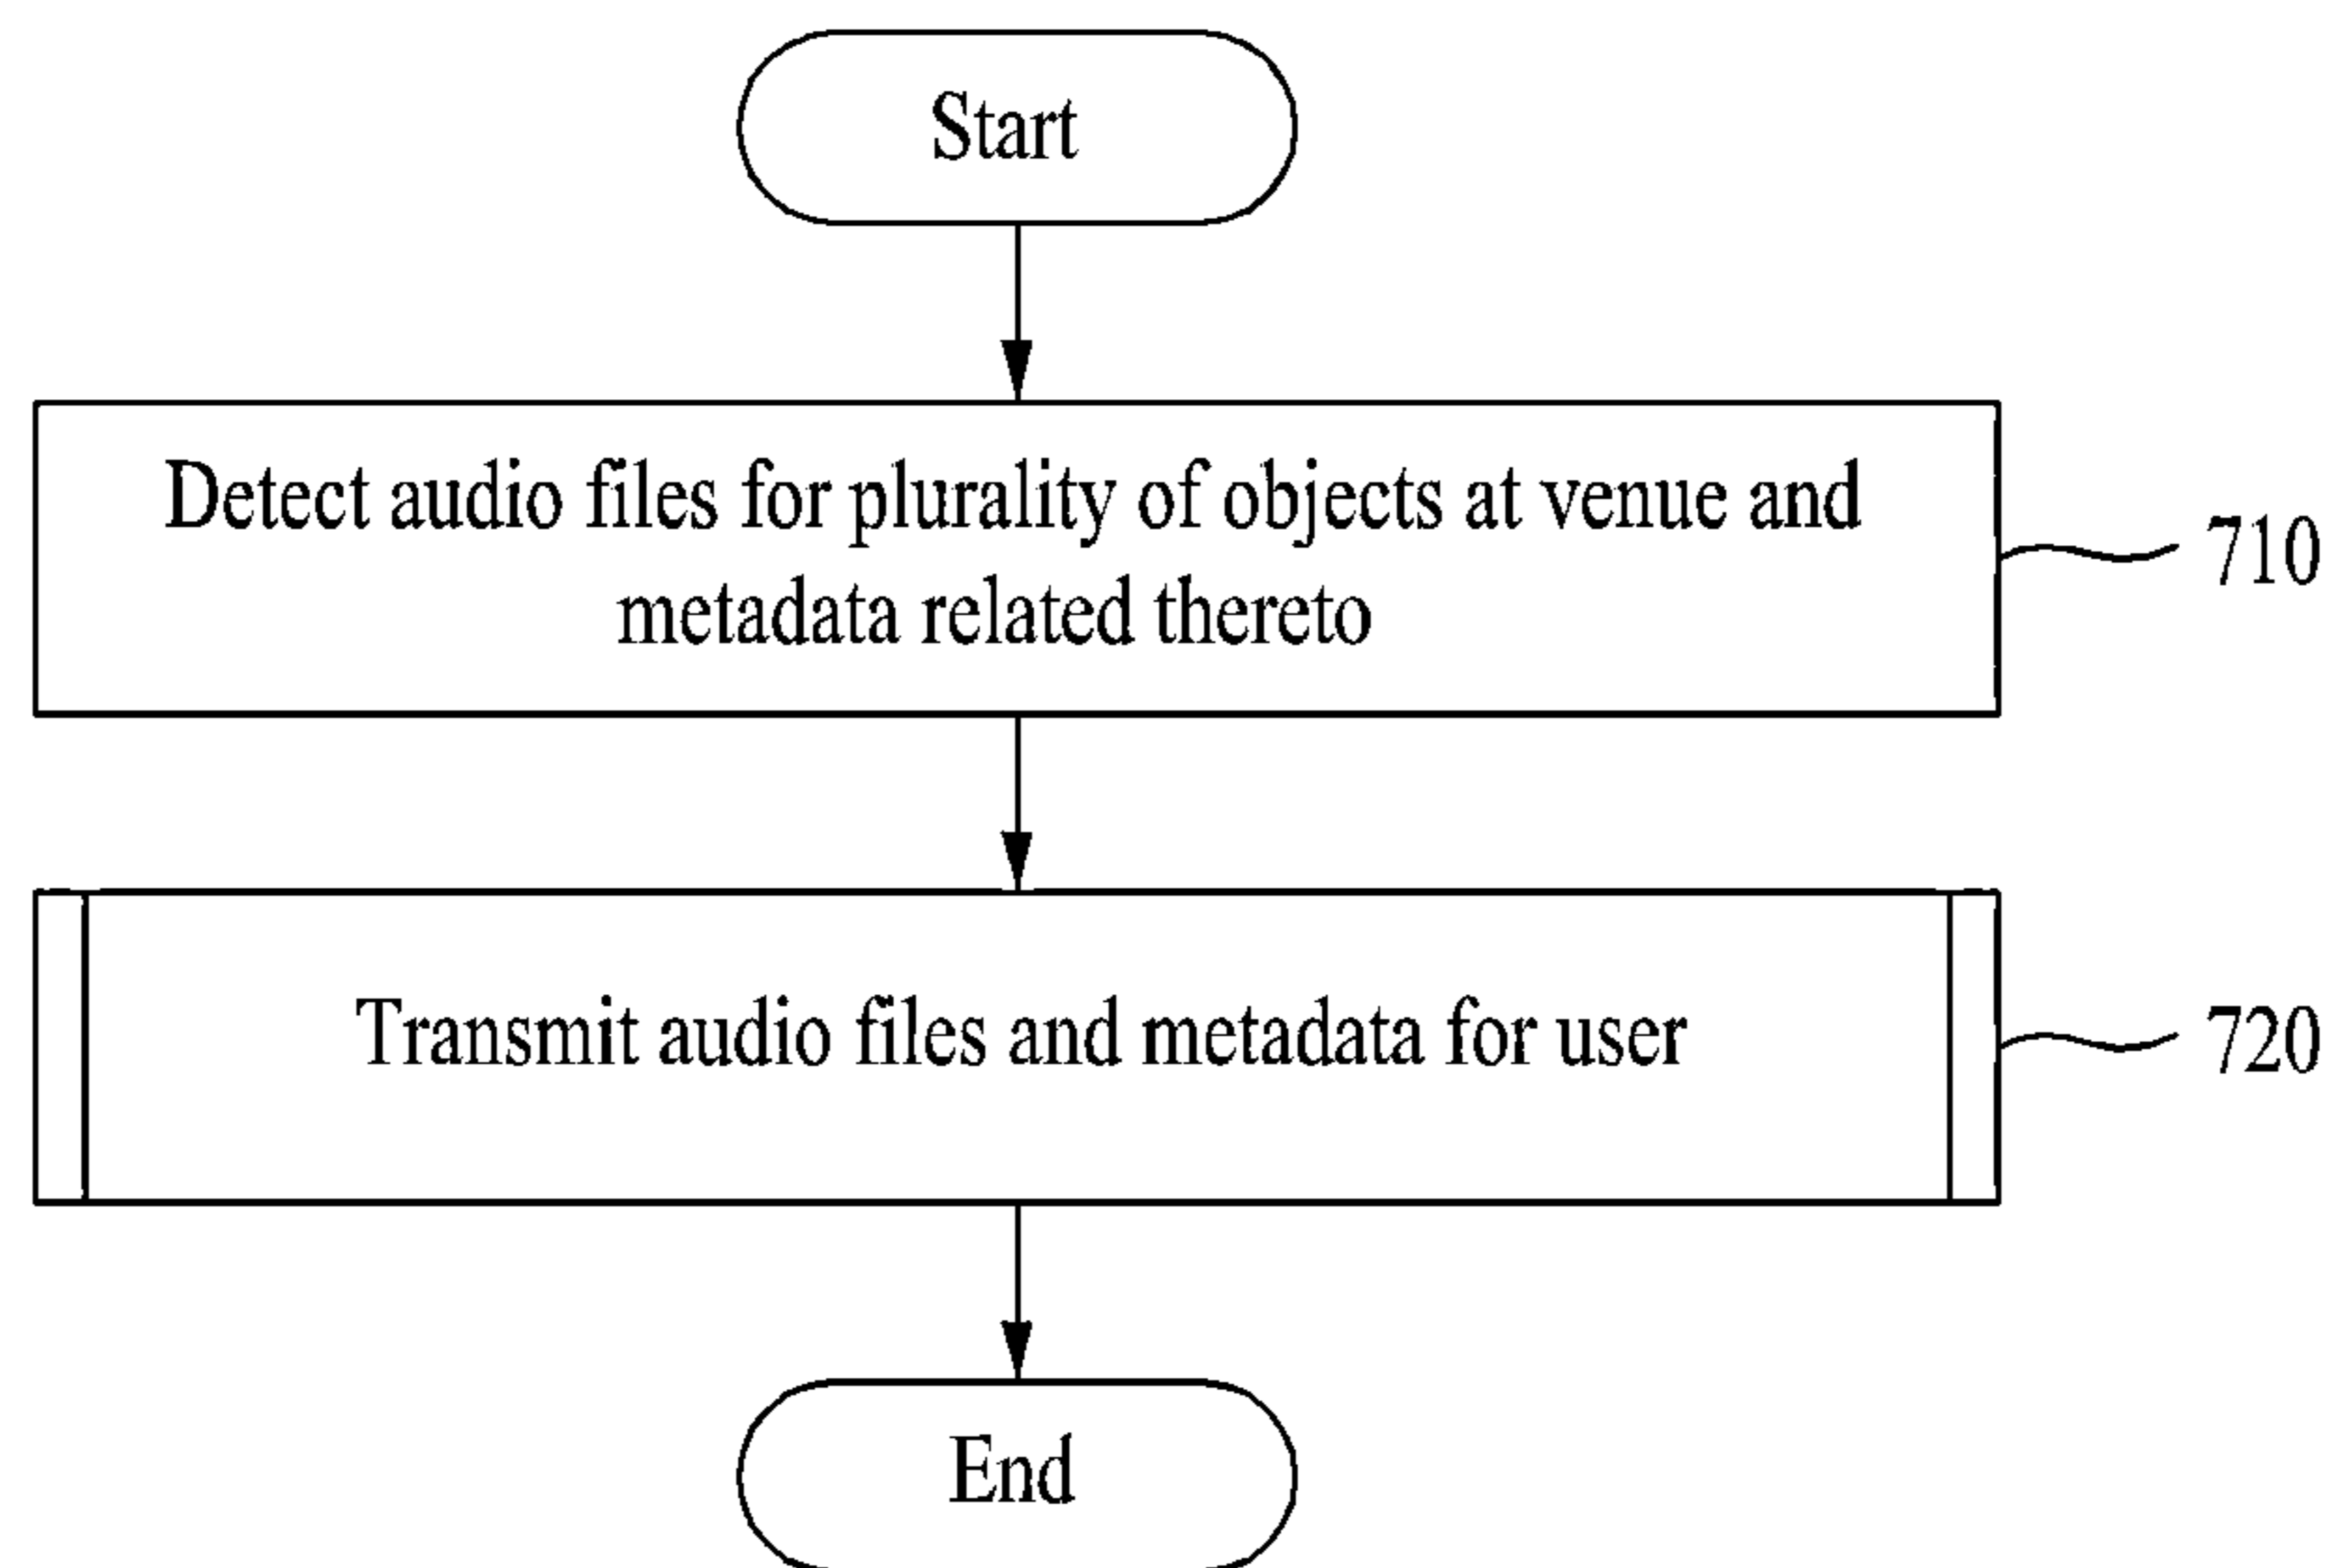 Start
Detect audio files for plurality of objects at venue and
metadata related thereto
710
Transmit audio files and metadata for user
720
End